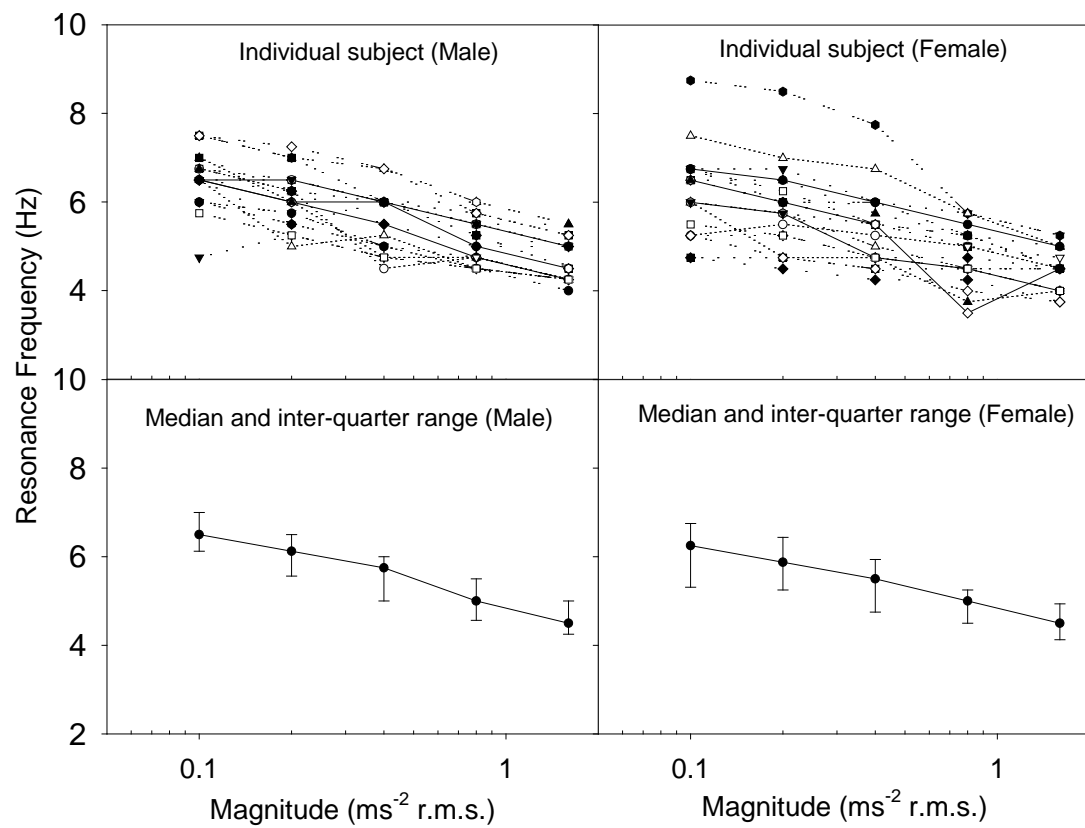 10
Individual subject (Male)
Individual subject (Female)
8
6
4
10
Median and inter-quarter range (Male)
Median and inter-quarter range (Female)
8
6
4
2
Resonance Frequency (Hz)
0.1
1
0.1
1
Magnitude (ms⁻² r.m.s.)
Magnitude (ms⁻² r.m.s.)